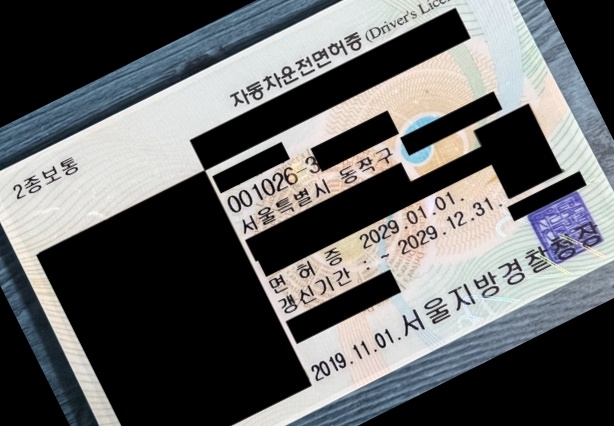 자동차운전면허증 (Driver's Lice
2종보통
001026 3
서울특별시 동작구
면 허 증 2029.01.01.
갱신기간 : ~ 2029.12.31.
2019.11.01. 서울지방경찰청장